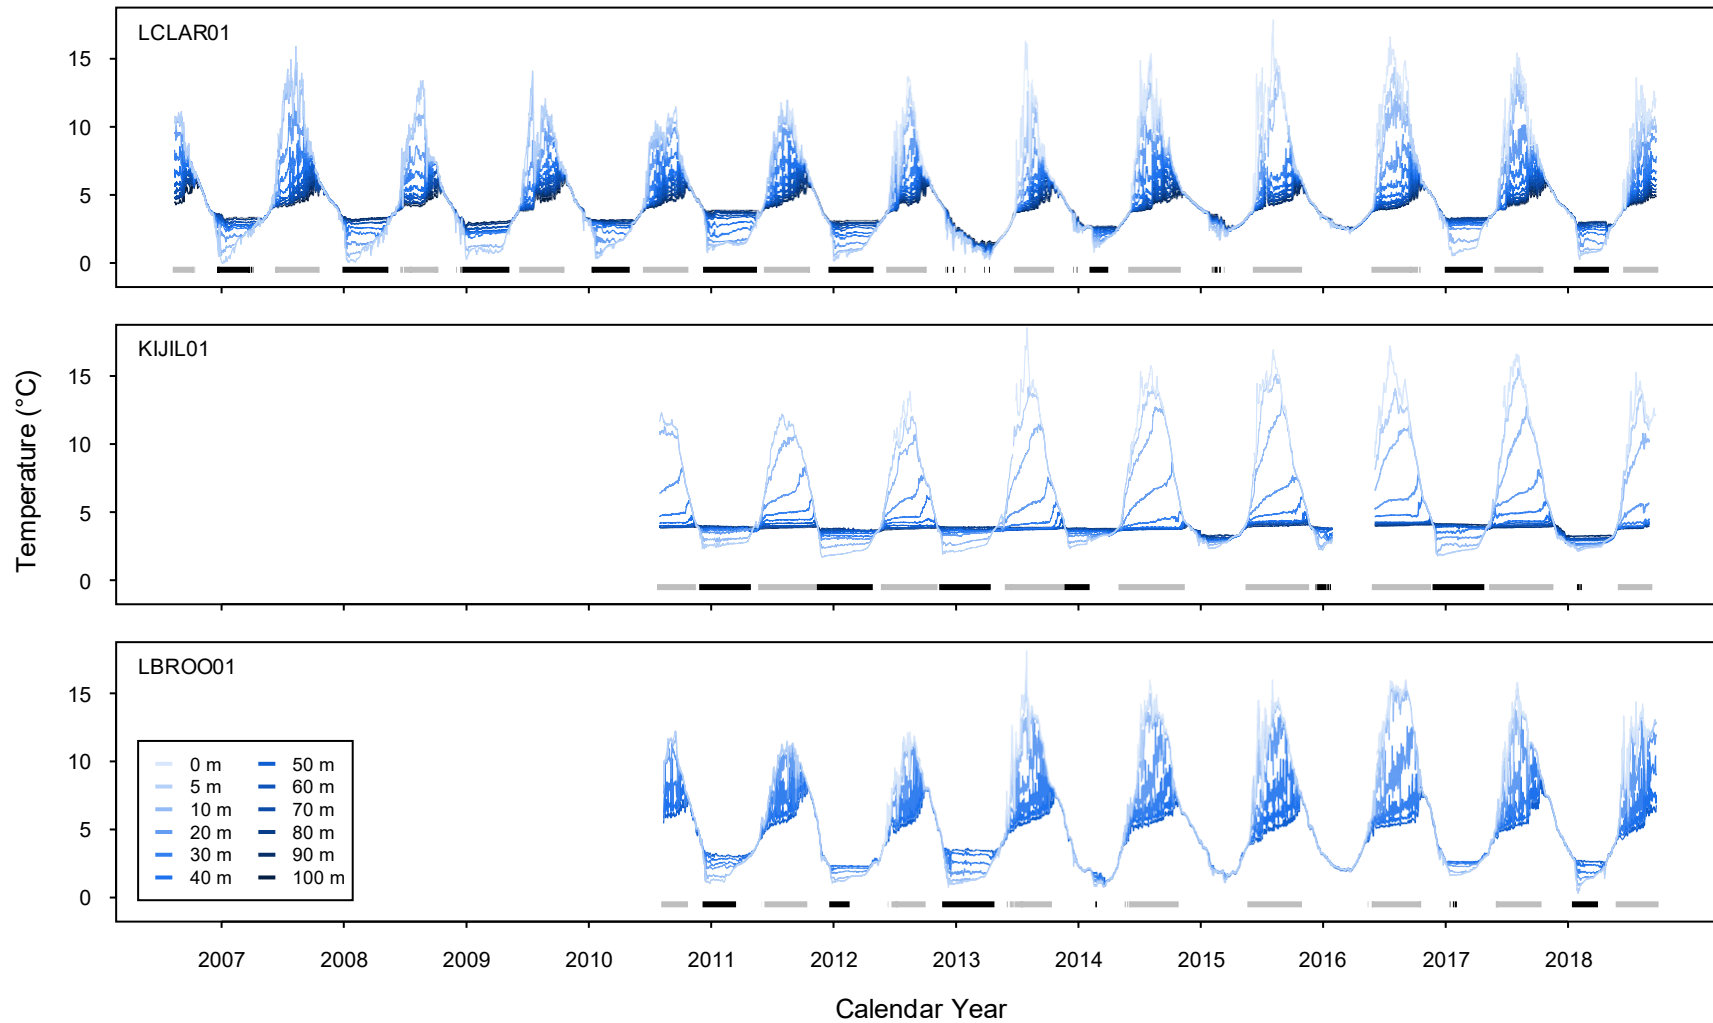 LCLAR01
15
10
5
0
KIJIL01
15
10
5
0
Temperature (°C)
LBROO01
15
10
5
0
0 m 50 m
5 m 60 m
10 m 70 m
20 m 80 m
30 m 90 m
40 m 100 m
2007 2008 2009 2010 2011 2012 2013 2014 2015 2016 2017 2018
Calendar Year